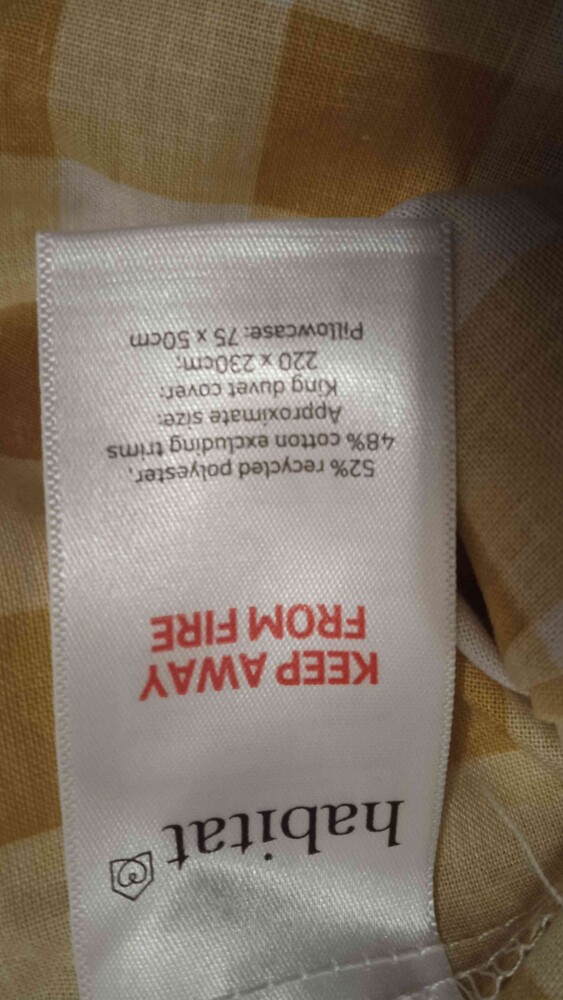 habitat
KEEP AWAY
FROM FIRE
52% recycled polyester,
48% cotton excluding trims
Approximate size:
King duvet cover:
220 x 230cm;
Pillowcase: 75 x 50cm